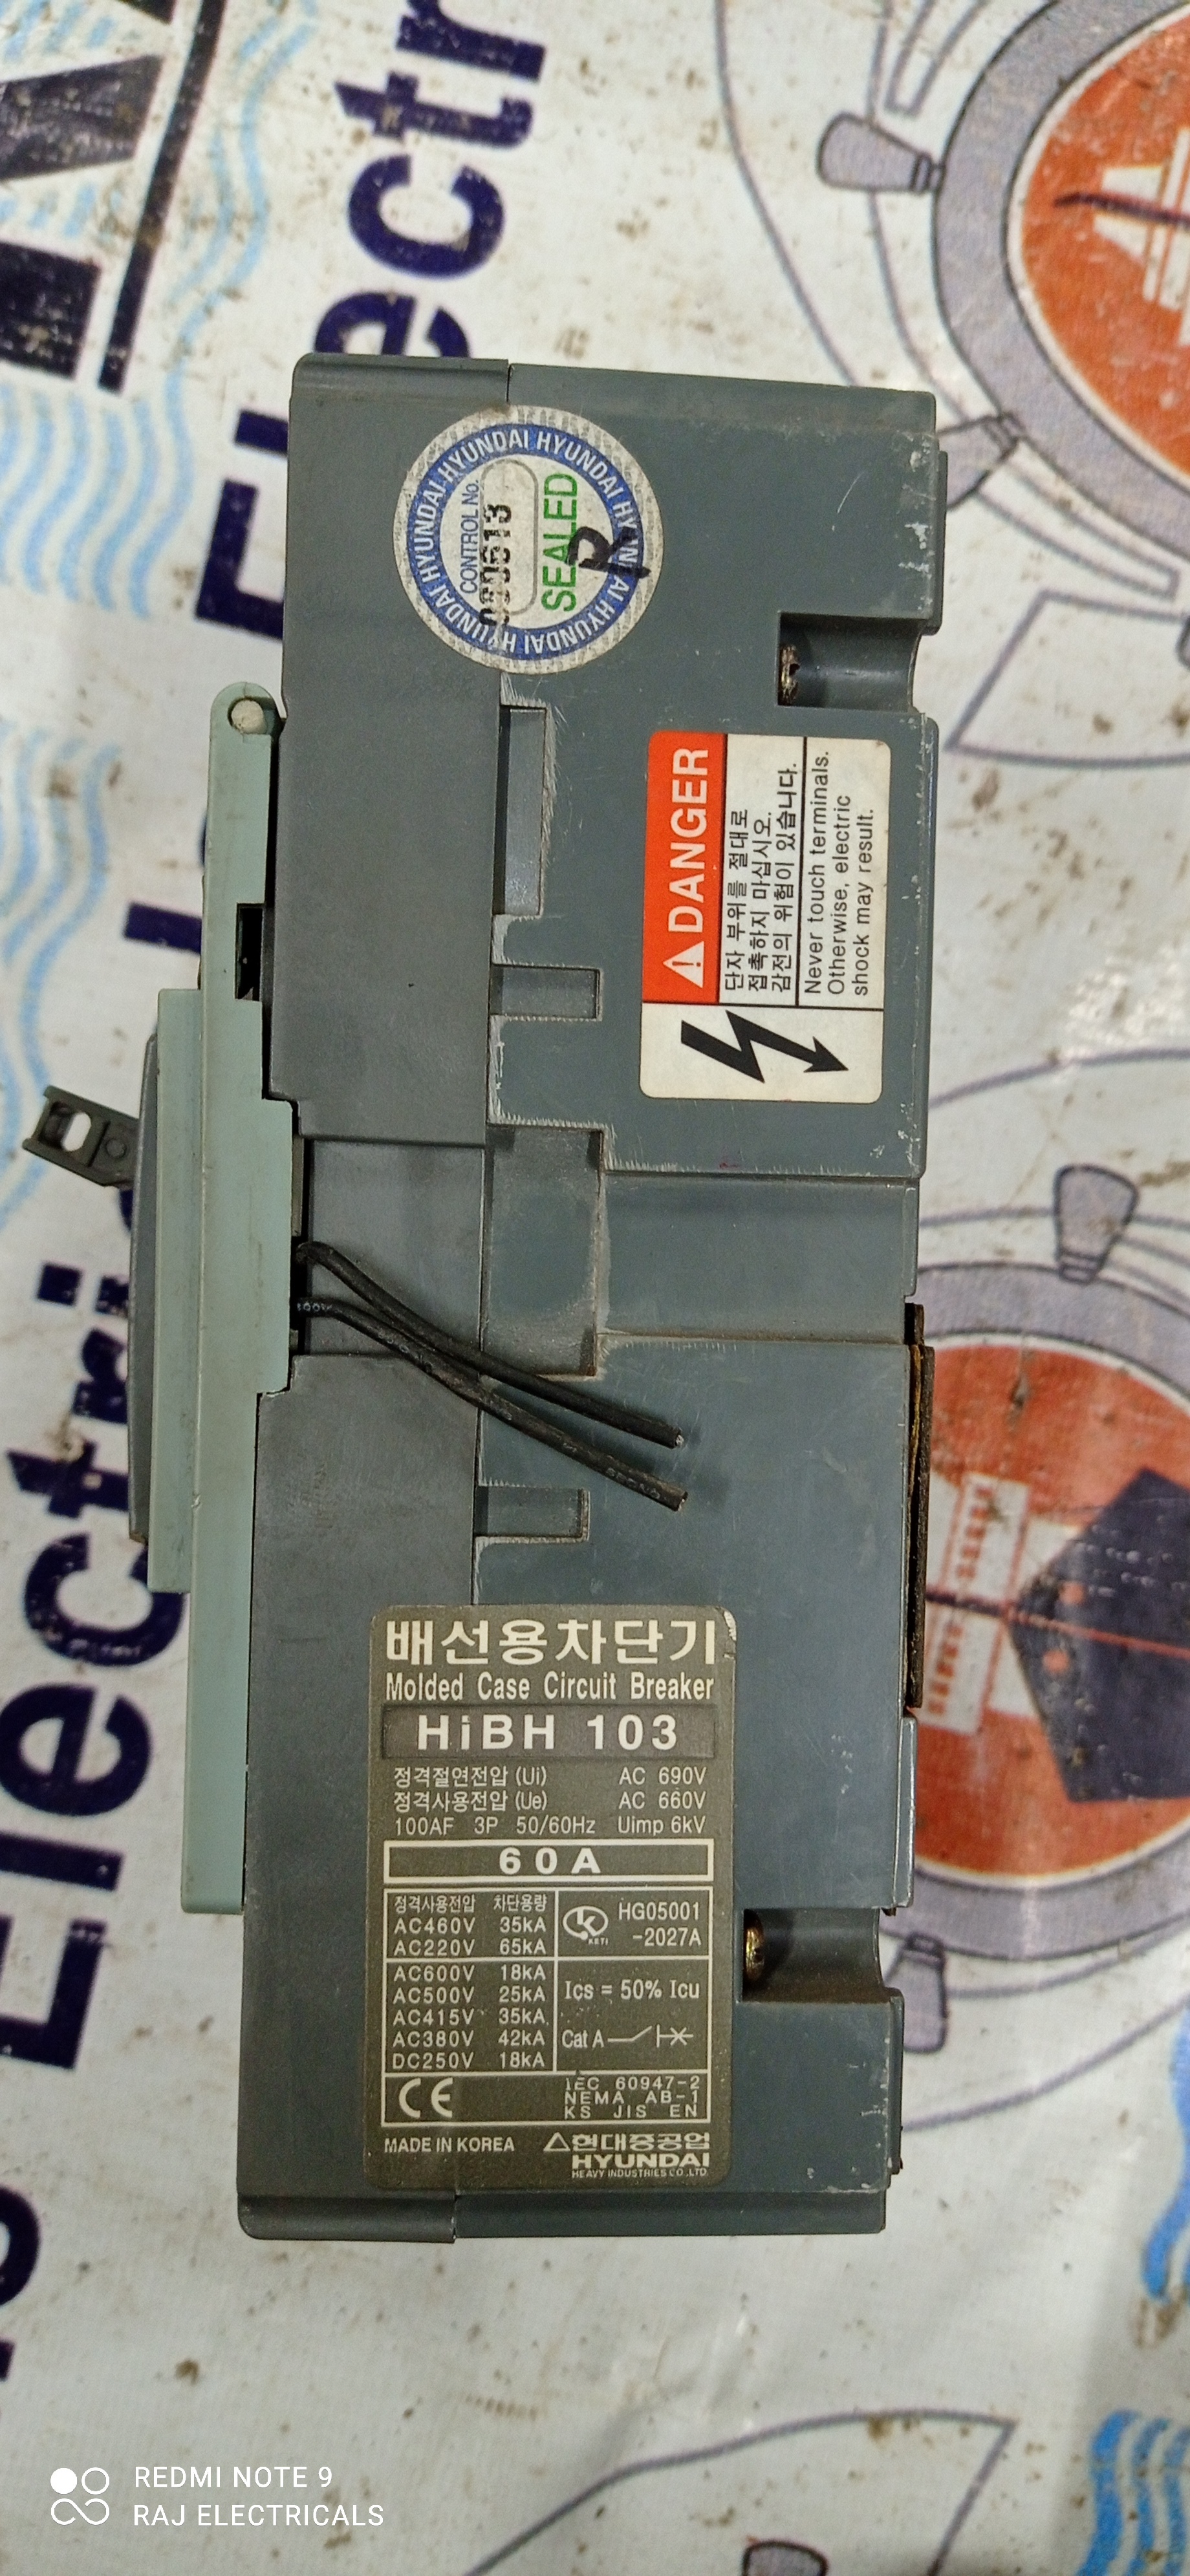 HYUNDAI HYUNDAI HYUNDAI HYUNDAI HYUNDAI HYUNDAI
CONTROL No.
SEALED
R
DANGER
단자 부위를 절대로
접촉하지 마십시오.
감전의 위험이 있습니다.
Never touch terminals.
Otherwise, electric
shock may result.
배선용차단기
Molded Case Circuit Breaker
HiBH 103
정격절연전압 (Ui) AC 690V
정격사용전압 (Ue) AC 660V
100AF 3P 50/60Hz Uimp 6kV
60A
정격사용전압 차단용량
AC460V 35kA
AC220V 65kA
KETI
HG05001
-2027A
AC600V 18kA
AC500V 25kA
AC415V 35kA
AC380V 42kA
DC250V 18kA
Ics = 50% Icu
Cat A
CE
IEC 60947-2
NEMA AB-1
KS JIS EN
MADE IN KOREA
현대중공업
HYUNDAI
HEAVY INDUSTRIES CO.,LTD.
Electr
Electric
Electri
REDMI NOTE 9
RAJ ELECTRICALS